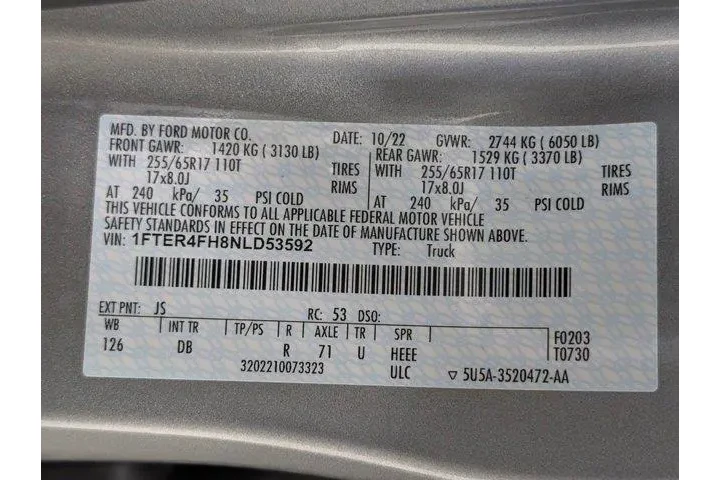 MFD. BY FORD MOTOR CO. DATE: 10/22 GVWR: 2744 KG ( 6050 LB)
FRONT GAWR: 1420 KG ( 3130 LB) REAR GAWR: 1529 KG ( 3370 LB)
WITH 255/65R17 110T TIRES WITH 255/65R17 110T TIRES
17x8.0J RIMS 17x8.0J RIMS
AT 240 kPa/ 35 PSI COLD AT 240 kPa/ 35 PSI COLD
THIS VEHICLE CONFORMS TO ALL APPLICABLE FEDERAL MOTOR VEHICLE
SAFETY STANDARDS IN EFFECT ON THE DATE OF MANUFACTURE SHOWN ABOVE.
VIN: 1FTER4FH8NLD53592 TYPE: Truck
EXT PNT: JS RC: 53 DSO:
WB INT TR TP/PS R AXLE TR SPR F0203
126 DB R 71 U HEEE T0730
3202210073323 ULC ▽ 5U5A-3520472-AA